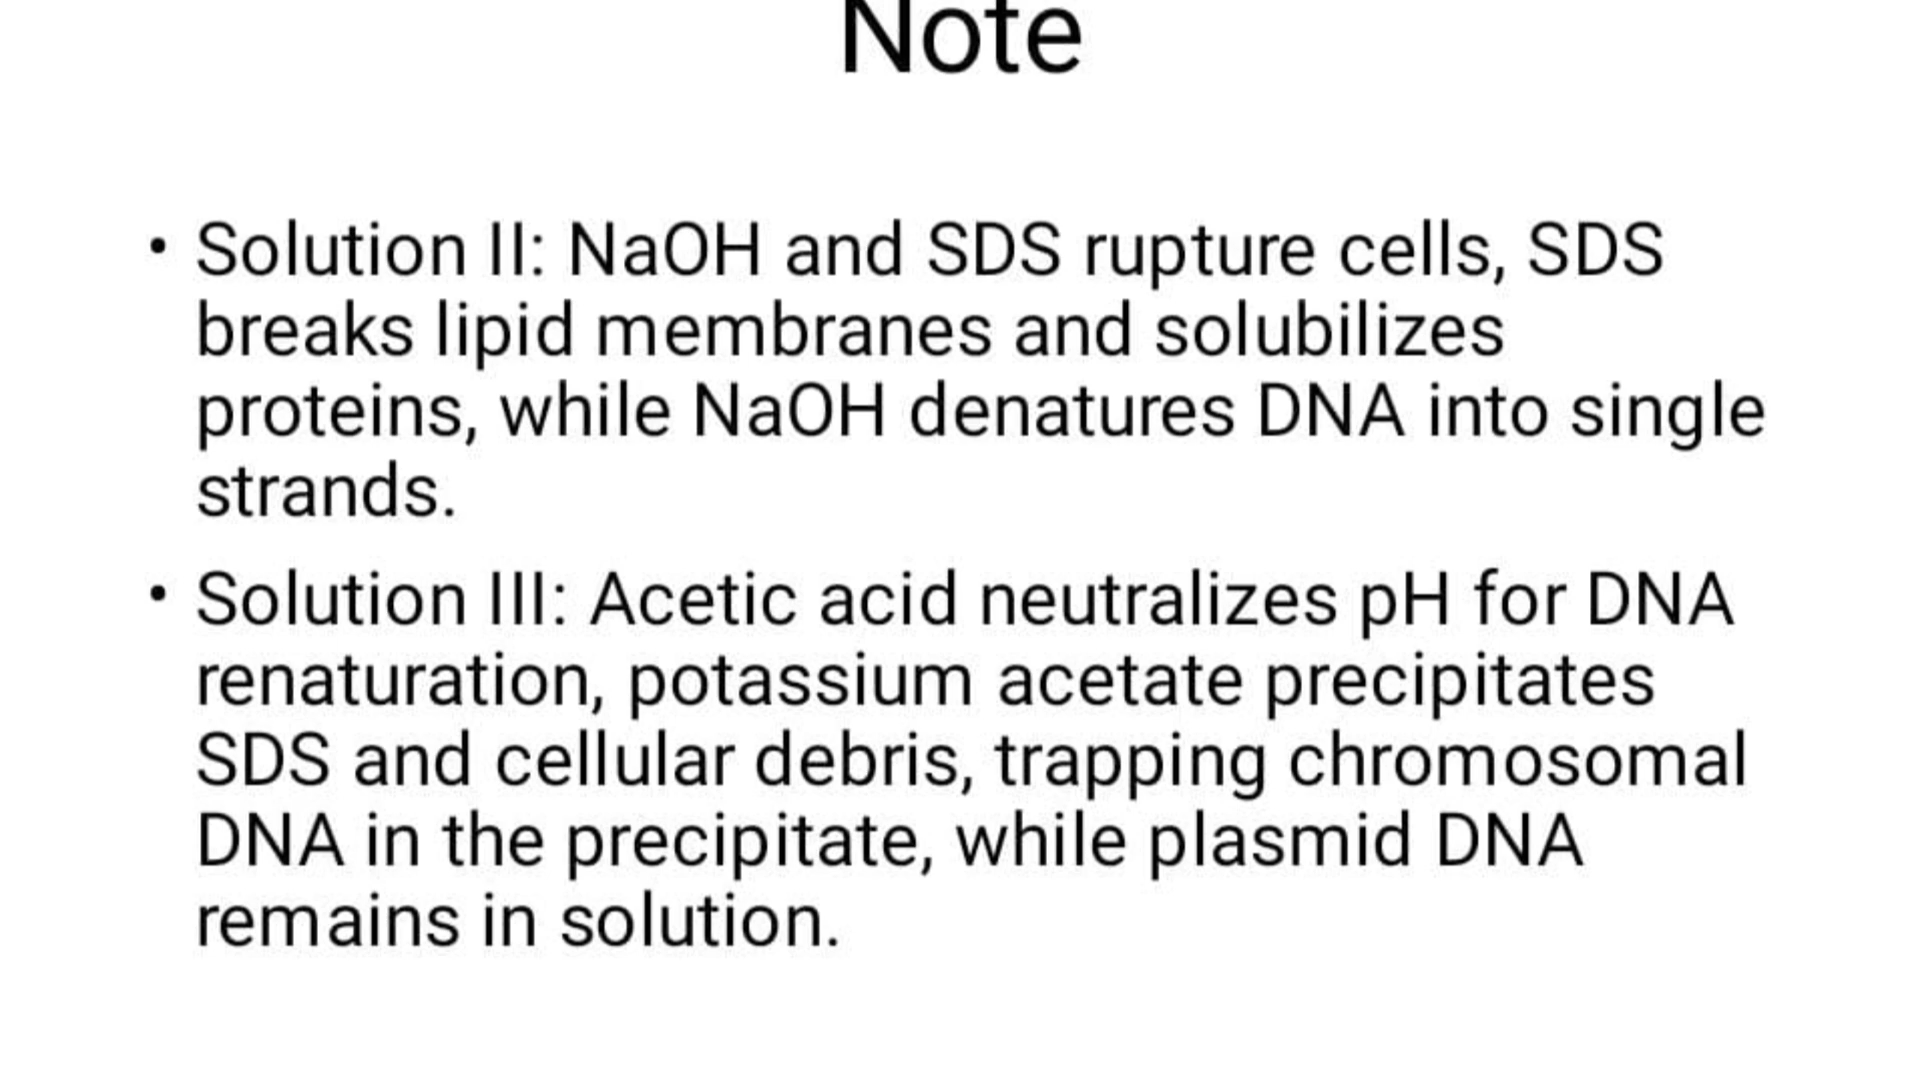 Note
• Solution II: NaOH and SDS rupture cells, SDS
breaks lipid membranes and solubilizes
proteins, while NaOH denatures DNA into single
strands.
• Solution III: Acetic acid neutralizes pH for DNA
renaturation, potassium acetate precipitates
SDS and cellular debris, trapping chromosomal
DNA in the precipitate, while plasmid DNA
remains in solution.